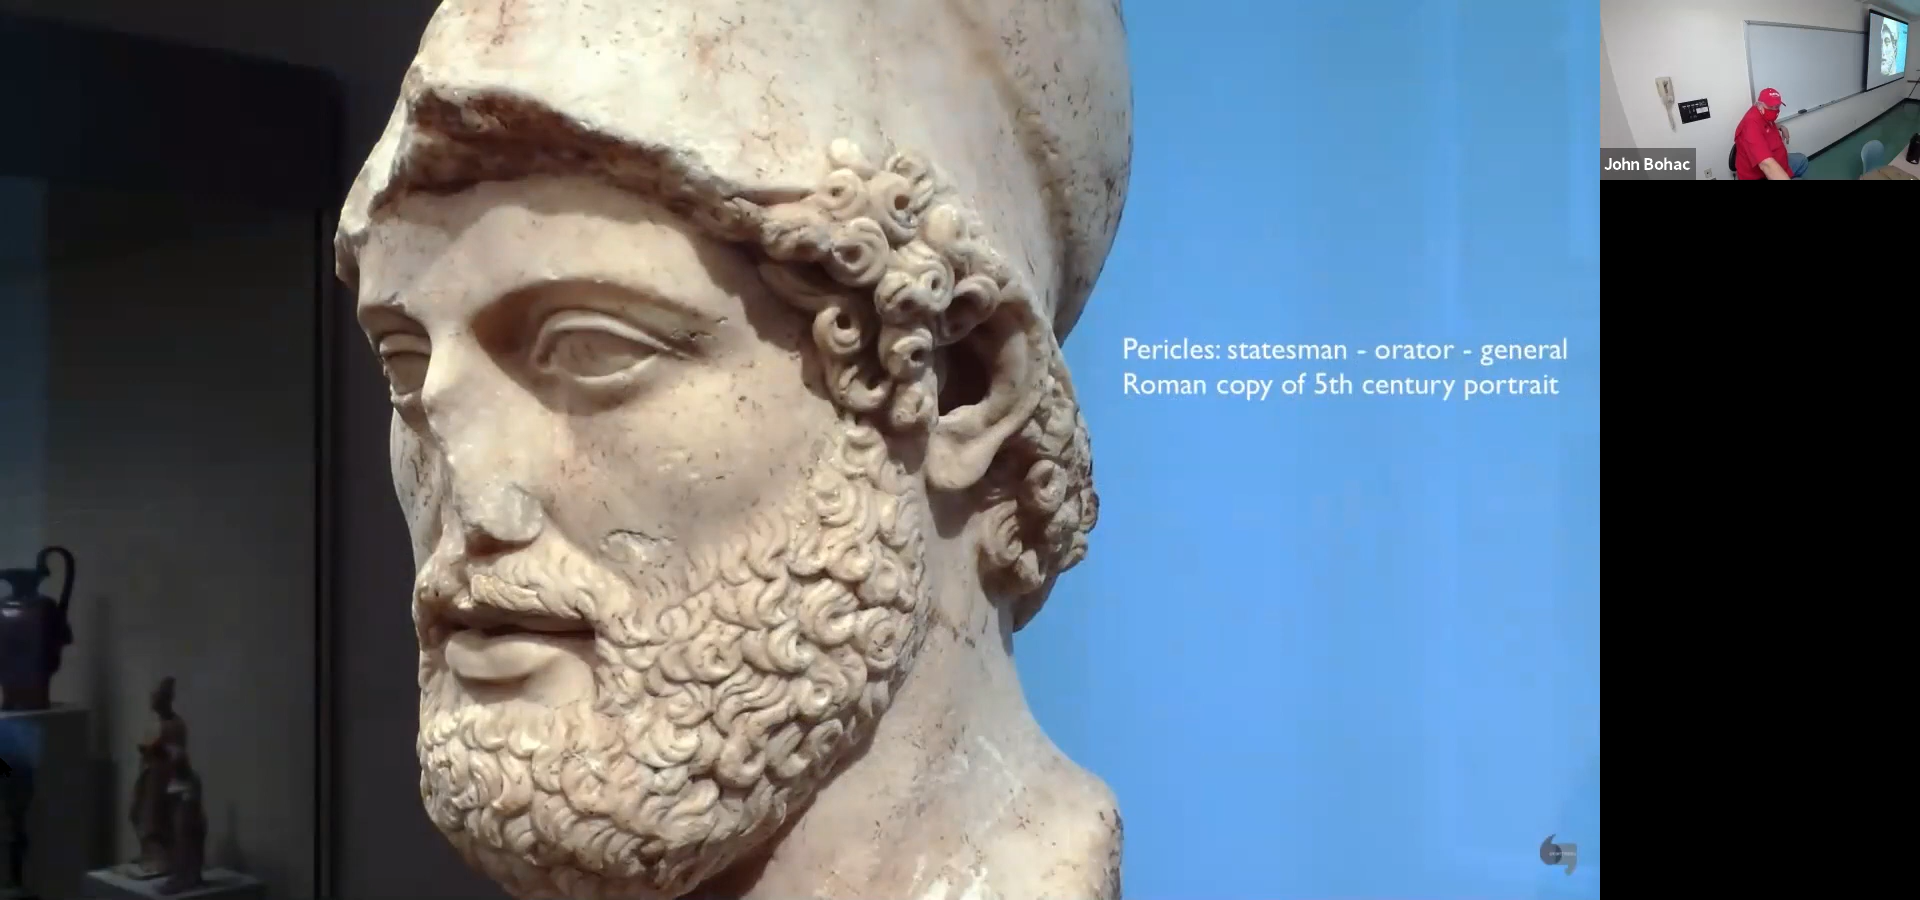 Pericles: statesman - orator - general
Roman copy of 5th century portrait
John Bohac